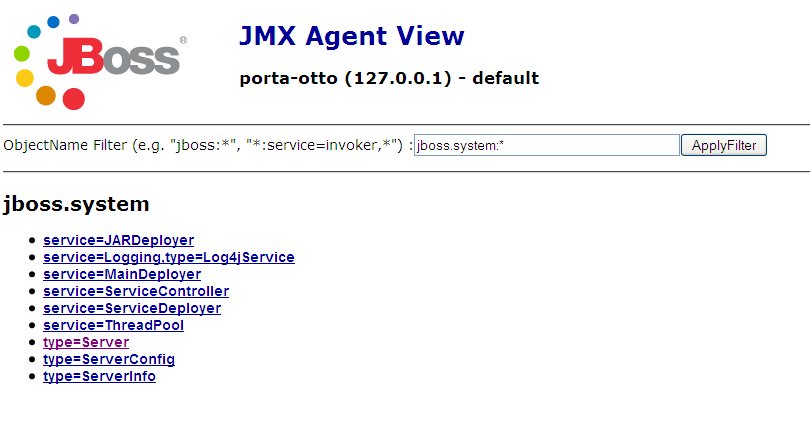 JBoss®
JMX Agent View
porta-otto (127.0.0.1) - default
ObjectName Filter (e.g. "jboss:*", "*:service=invoker,*") : jboss.system:* ApplyFilter
jboss.system
service=JARDeployer
service=Logging,type=Log4jService
service=MainDeployer
service=ServiceController
service=ServiceDeployer
service=ThreadPool
type=Server
type=ServerConfig
type=ServerInfo